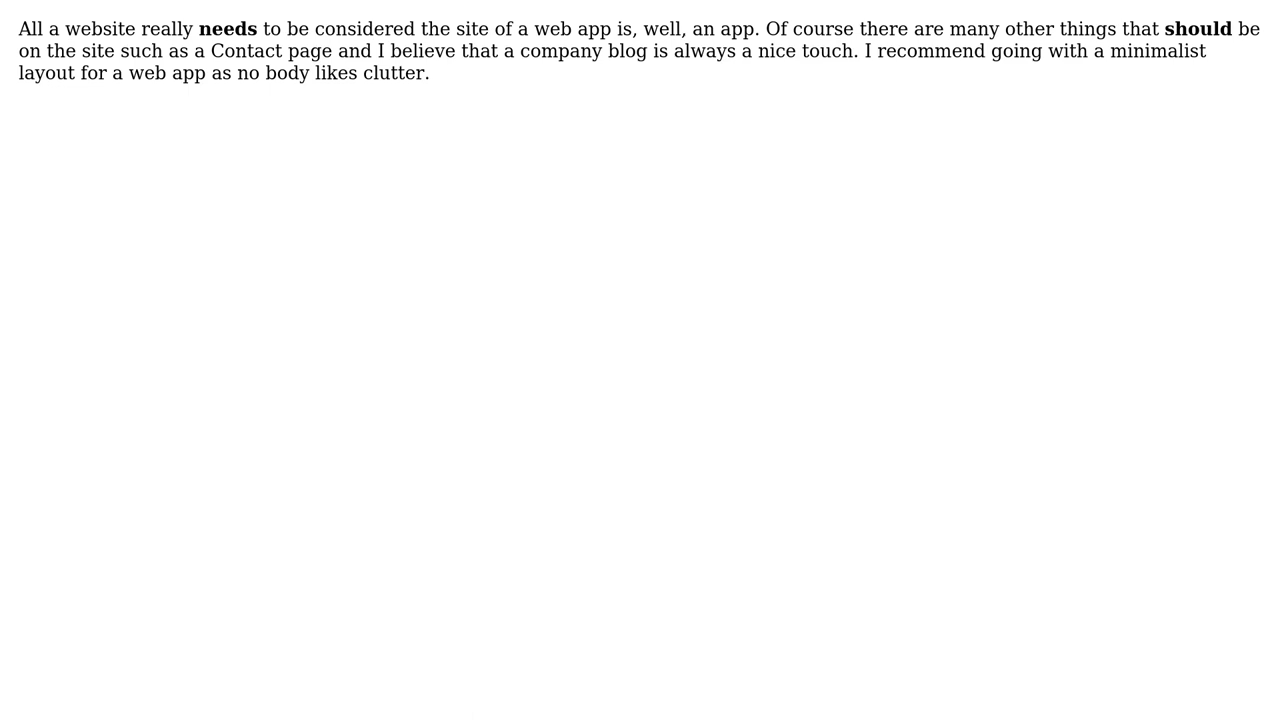 All a website really needs to be considered the site of a web app is, well, an app. Of course there are many other things that should be
on the site such as a Contact page and I believe that a company blog is always a nice touch. I recommend going with a minimalist
layout for a web app as no body likes clutter.